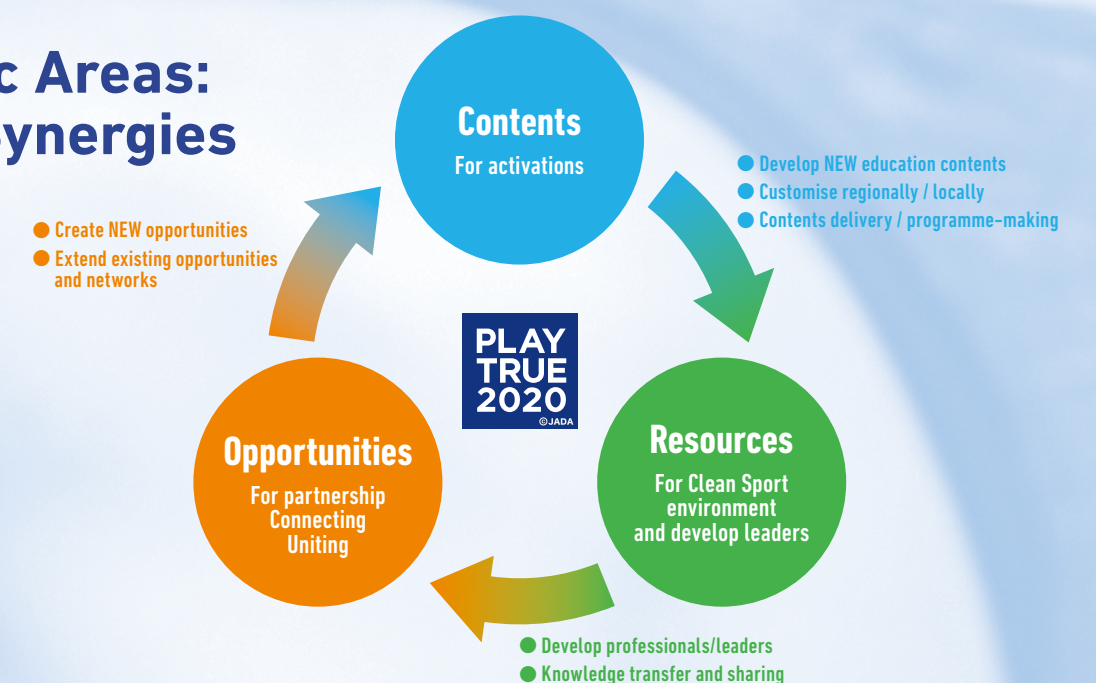 c Areas:
ynergies
Contents
For activations
● Develop NEW education contents
● Customise regionally / locally
● Contents delivery / programme-making
● Create NEW opportunities
● Extend existing opportunities
and networks
PLAY
TRUE
2020
©JADA
Opportunities
For partnership
Connecting
Uniting
Resources
For Clean Sport
environment
and develop leaders
● Develop professionals/leaders
● Knowledge transfer and sharing